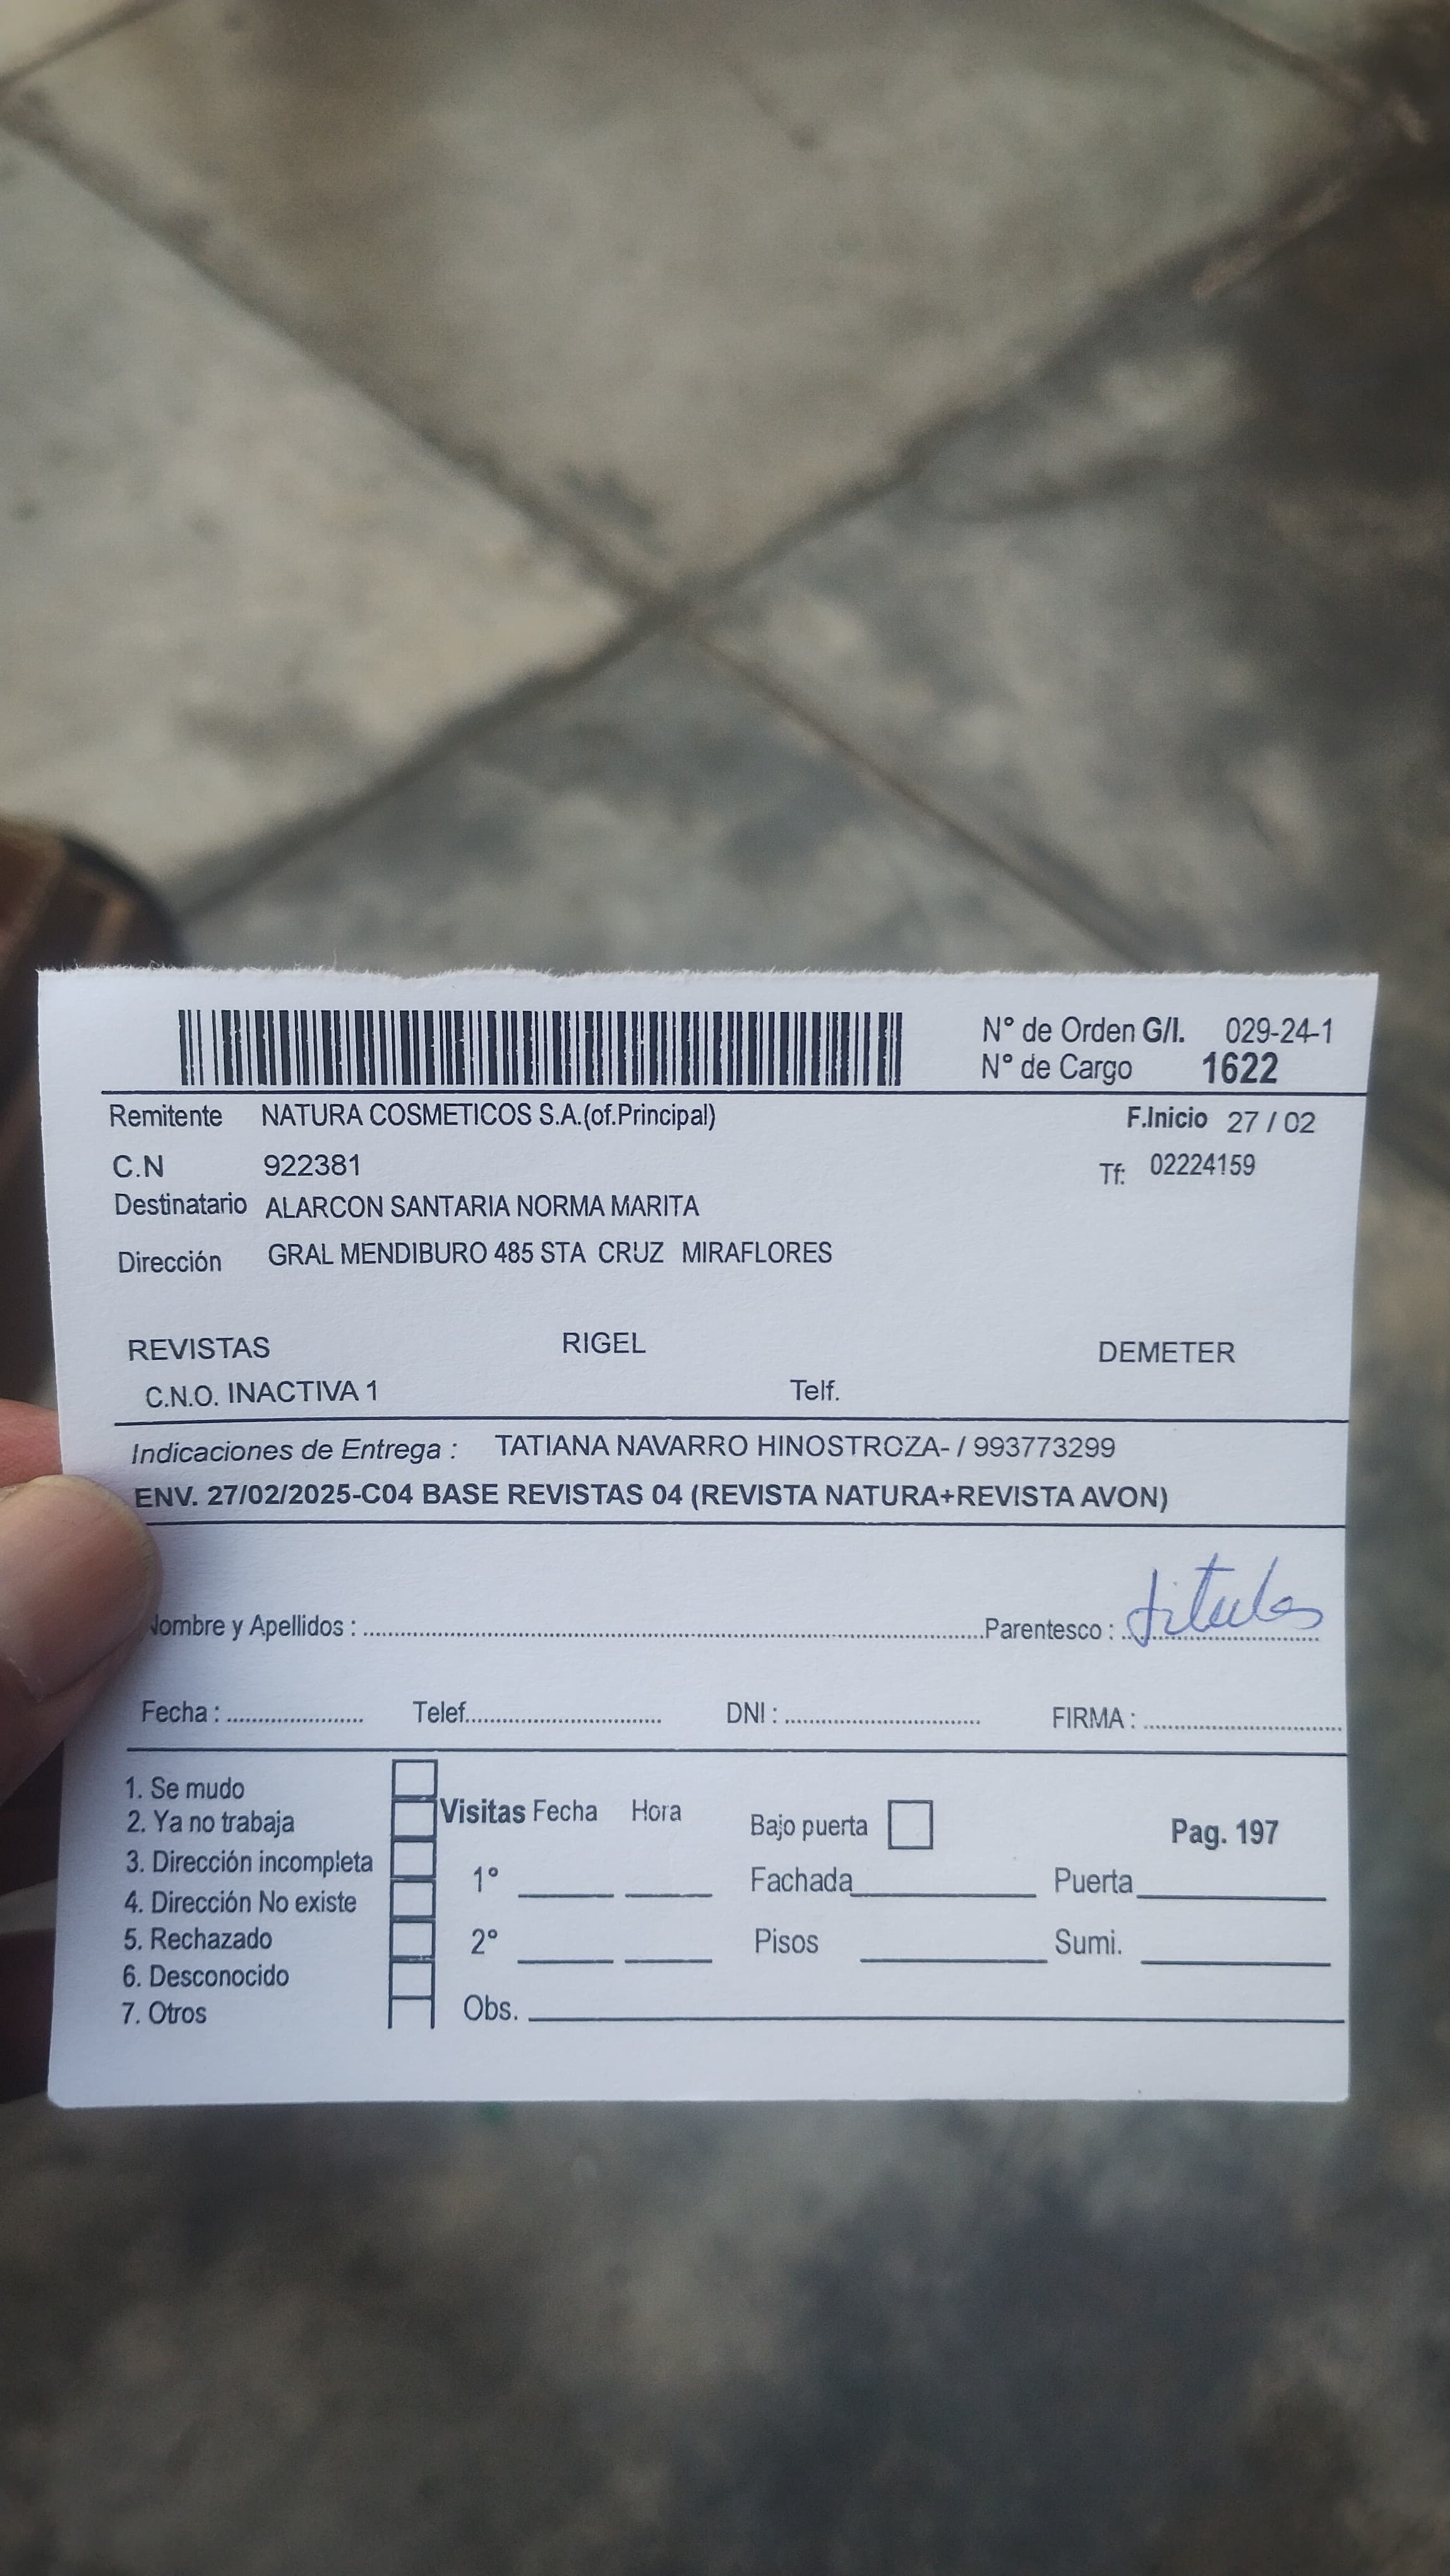 N° de Orden G/I. 029-24-1
N° de Cargo 1622
Remitente NATURA COSMETICOS S.A.(of.Principal) F.Inicio 27 / 02
C.N 922381 Tf: 02224159
Destinatario ALARCON SANTARIA NORMA MARITA
Dirección GRAL MENDIBURO 485 STA CRUZ MIRAFLORES
REVISTAS RIGEL DEMETER
C.N.O. INACTIVA 1 Telf.
Indicaciones de Entrega : TATIANA NAVARRO HINOSTROZA- / 993773299
ENV. 27/02/2025-C04 BASE REVISTAS 04 (REVISTA NATURA+REVISTA AVON)
Nombre y Apellidos : Parentesco : titular
Fecha : Telef. DNI : FIRMA :
1. Se mudo
2. Ya no trabaja
3. Dirección incompleta
4. Dirección No existe
5. Rechazado
6. Desconocido
7. Otros
Visitas Fecha Hora
1°
2°
Obs.
Bajo puerta Pag. 197
Fachada Puerta
Pisos Sumi.